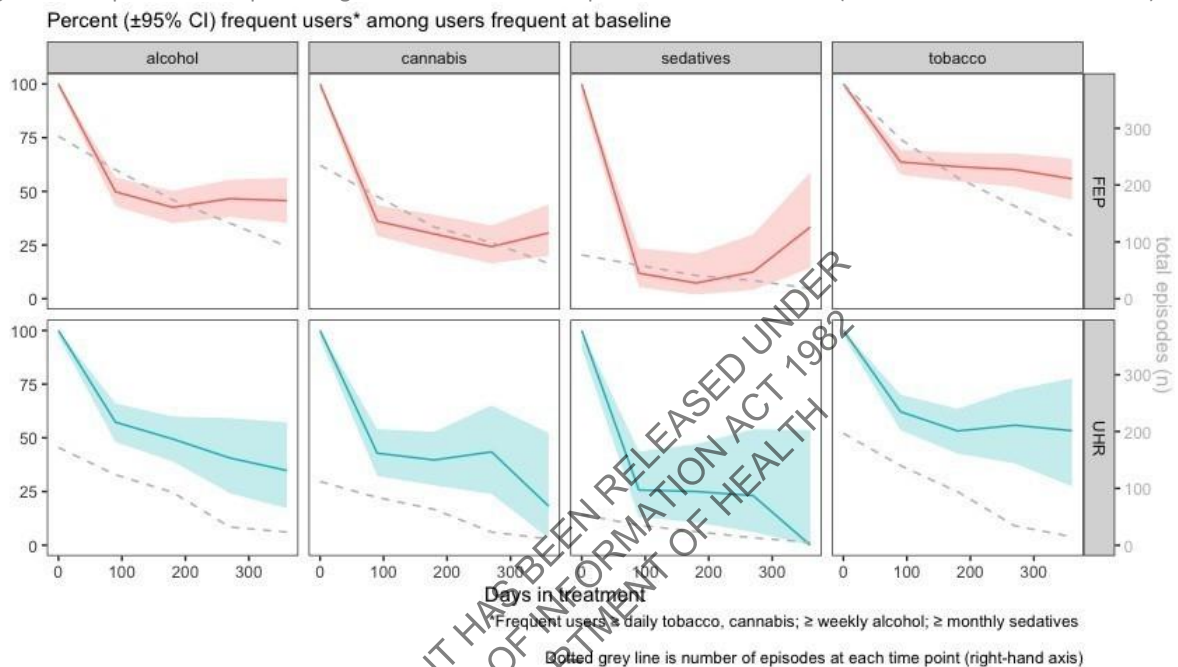 Percent (±95% CI) frequent users* among users frequent at baseline
alcohol
cannabis
sedatives
tobacco
100
75
50
25
0
300
200
100
0
FEP
total episodes (n)
100
75
50
25
0
300
200
100
0
UHR
0 100 200 300
0 100 200 300
0 100 200 300
0 100 200 300
Days in treatment
*Frequent users ≥ daily tobacco, cannabis; ≥ weekly alcohol; ≥ monthly sedatives
Dotted grey line is number of episodes at each time point (right-hand axis)
HAS BEEN RELEASED UNDER
OF INFORMATION ACT 1982
OF HEALTH